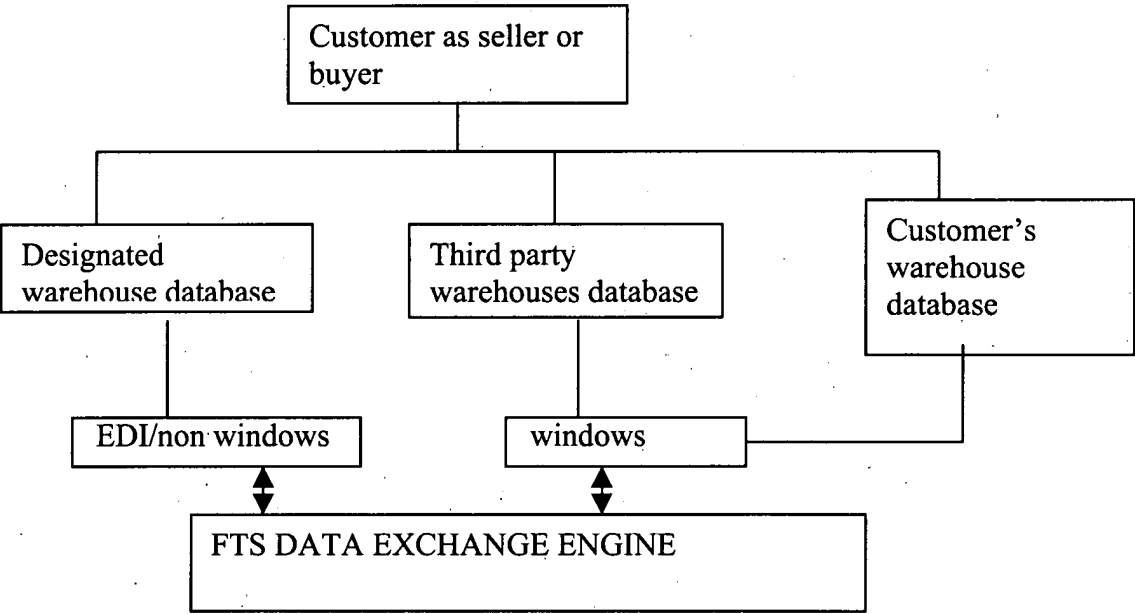 Customer as seller or
buyer
Designated
warehouse database
Third party
warehouses database
Customer's
warehouse
database
EDI/non windows
windows
FTS DATA EXCHANGE ENGINE